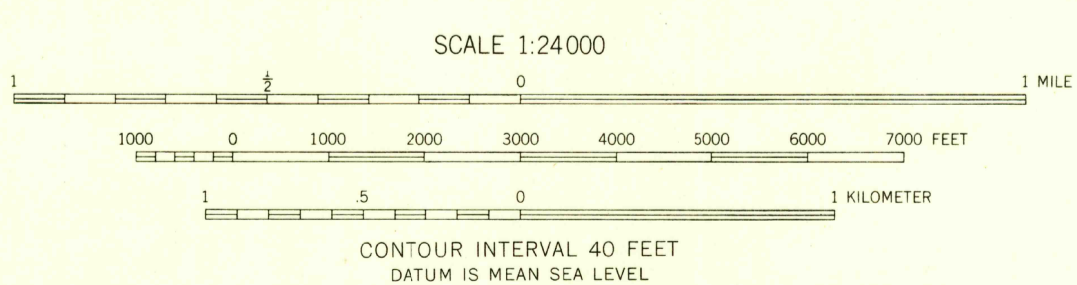 SCALE 1:24000
1 ½ 0 1 MILE
1000 0 1000 2000 3000 4000 5000 6000 7000 FEET
1 .5 0 1 KILOMETER
CONTOUR INTERVAL 40 FEET
DATUM IS MEAN SEA LEVEL